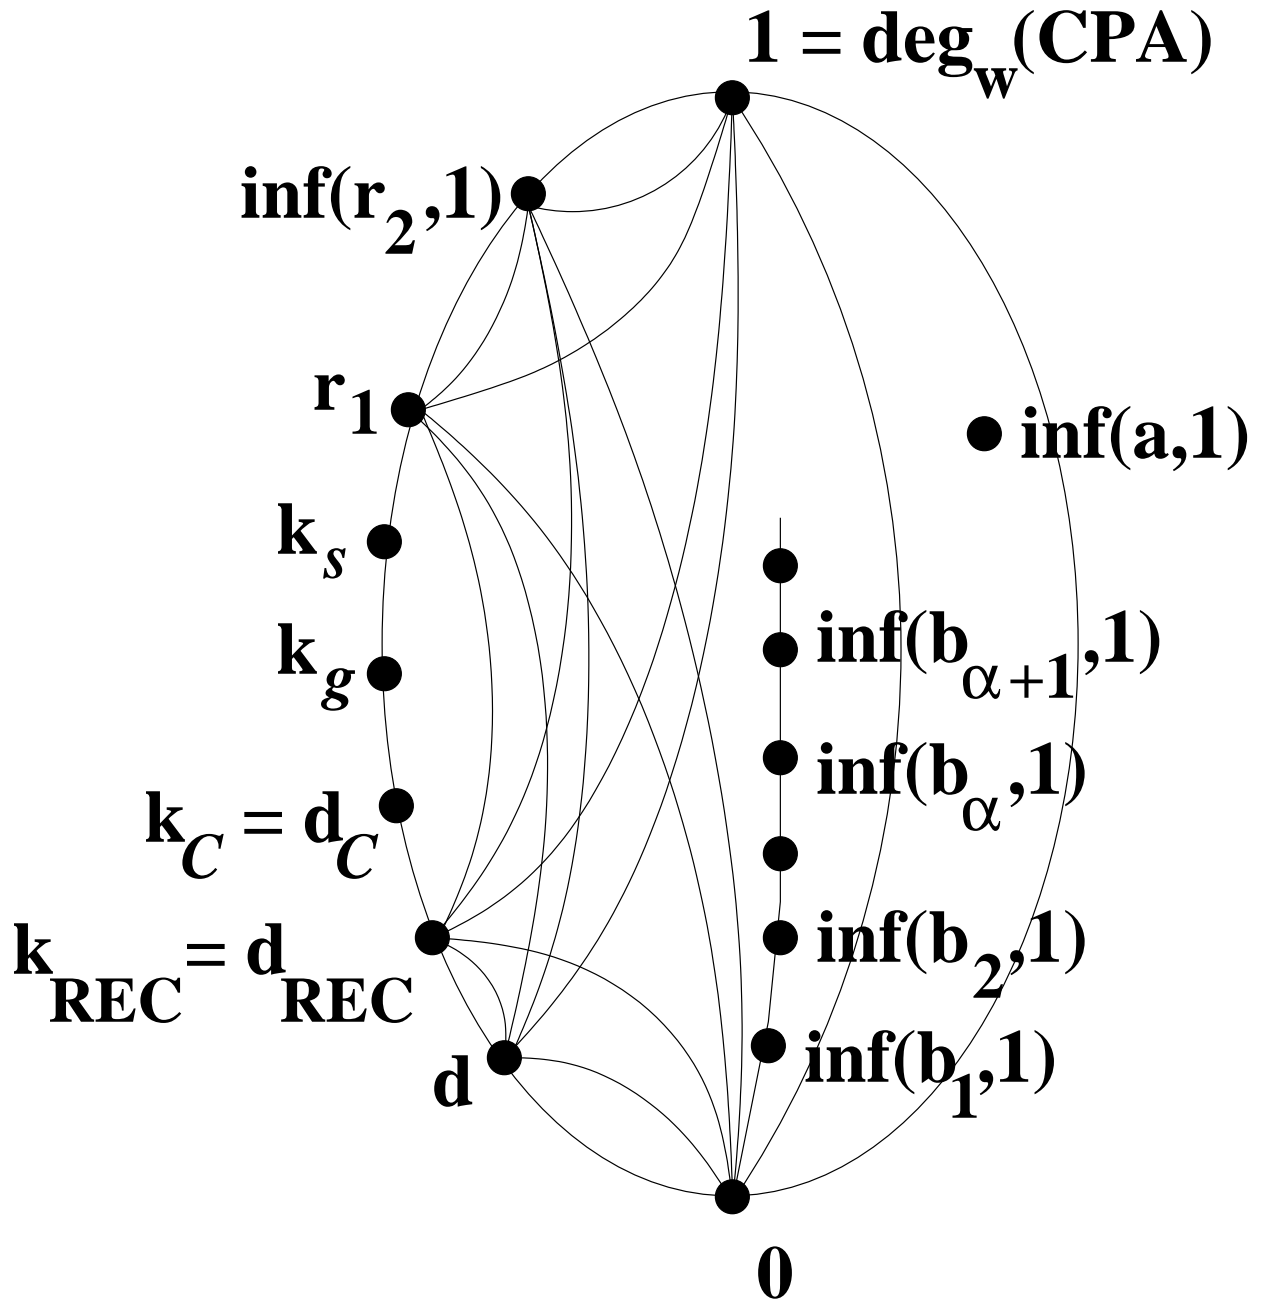 1 = deg_w(CPA)
inf(r_2,1)
r_1
inf(a,1)
k_s
k_g
inf(b_α+1,1)
inf(b_α,1)
k_C = d_C
inf(b_2,1)
k_REC = d_REC
inf(b_1,1)
d
0